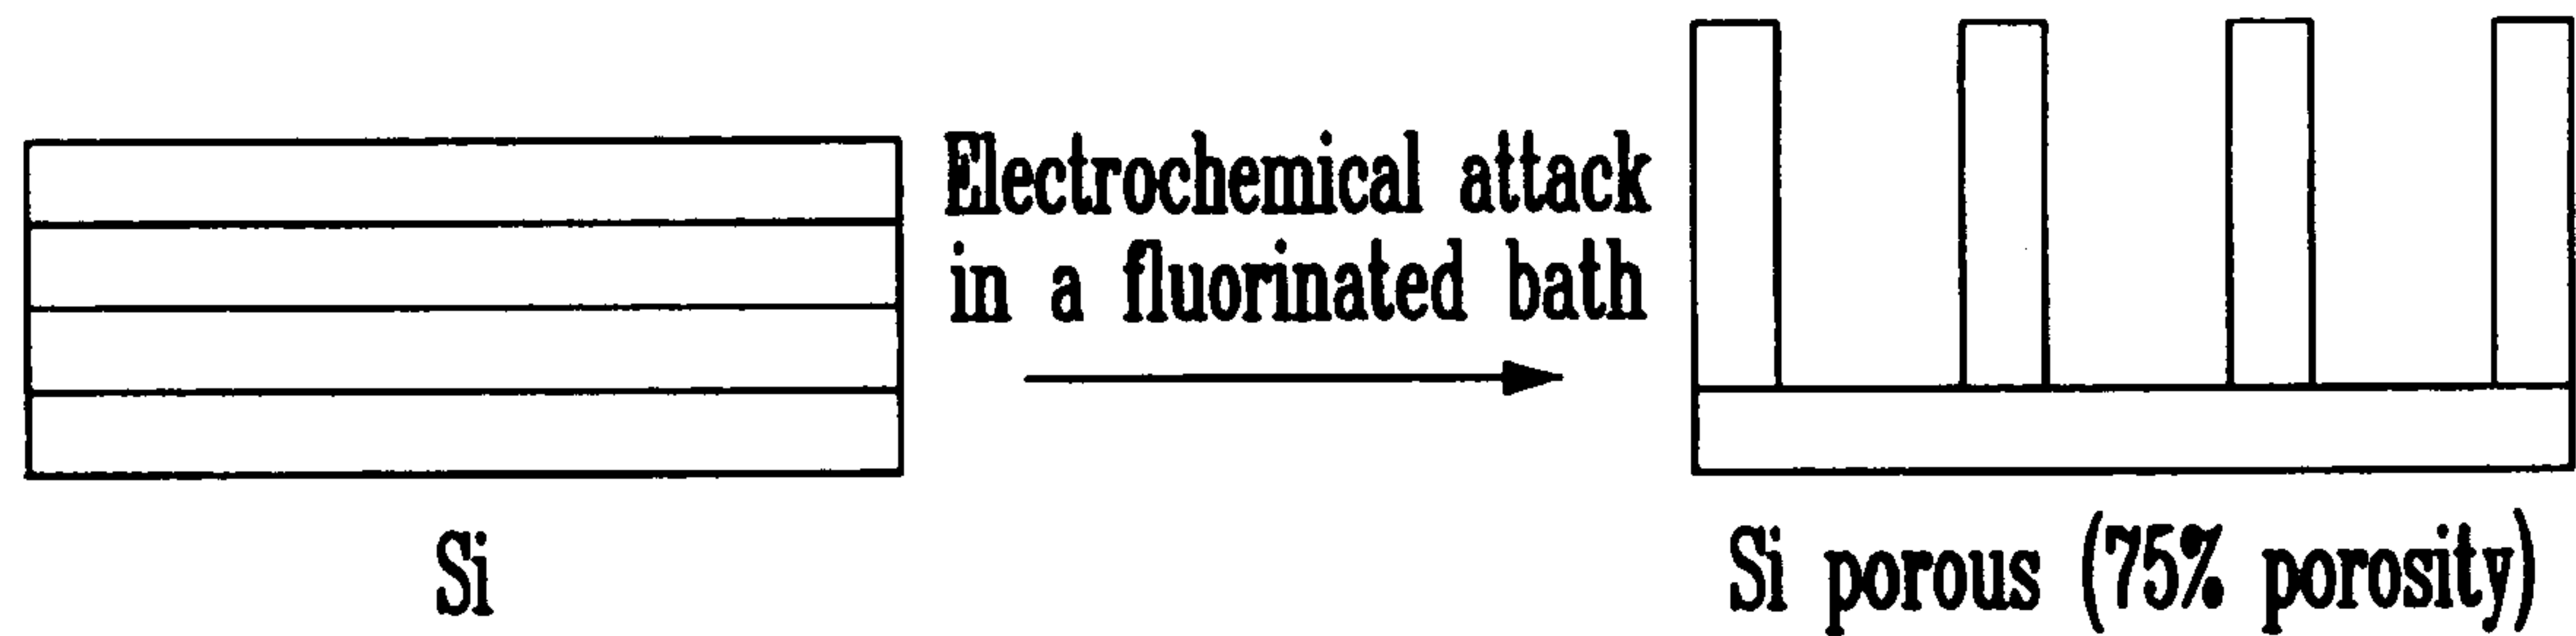 Electrochemical attack
in a fluorinated bath
Si
Si porous (75% porosity)